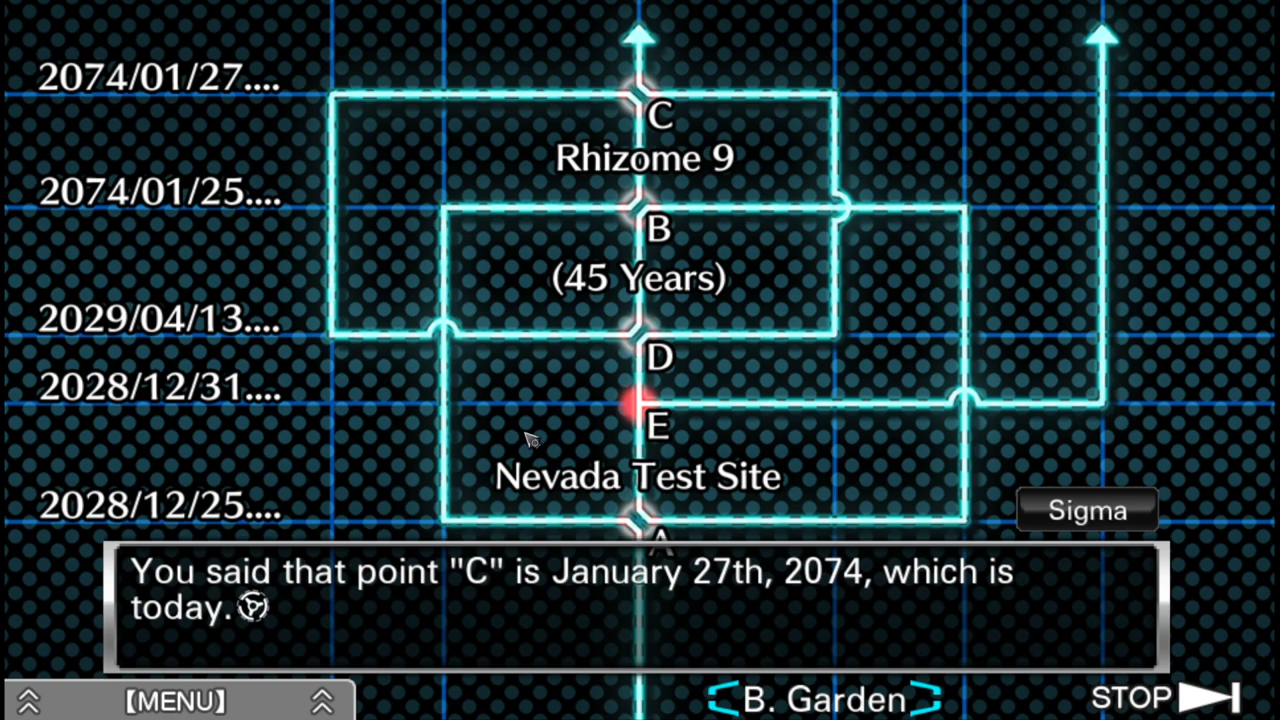 2074/01/27....
C
Rhizome 9
2074/01/25....
B
(45 Years)
2029/04/13....
D
2028/12/31....
E
Nevada Test Site
2028/12/25....
A
Sigma
You said that point "C" is January 27th, 2074, which is
today.
【MENU】
B. Garden
STOP